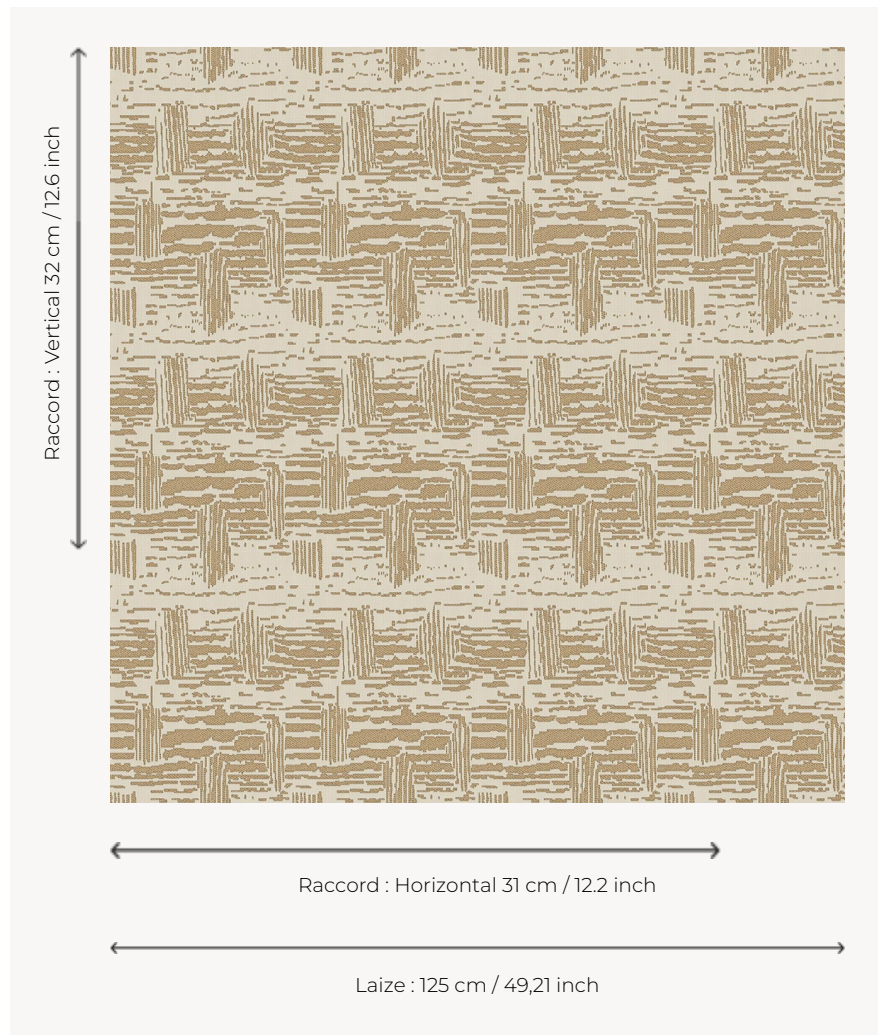 Raccord : Vertical 32 cm / 12.6 inch
Raccord : Horizontal 31 cm / 12.2 inch
Laize : 125 cm / 49,21 inch